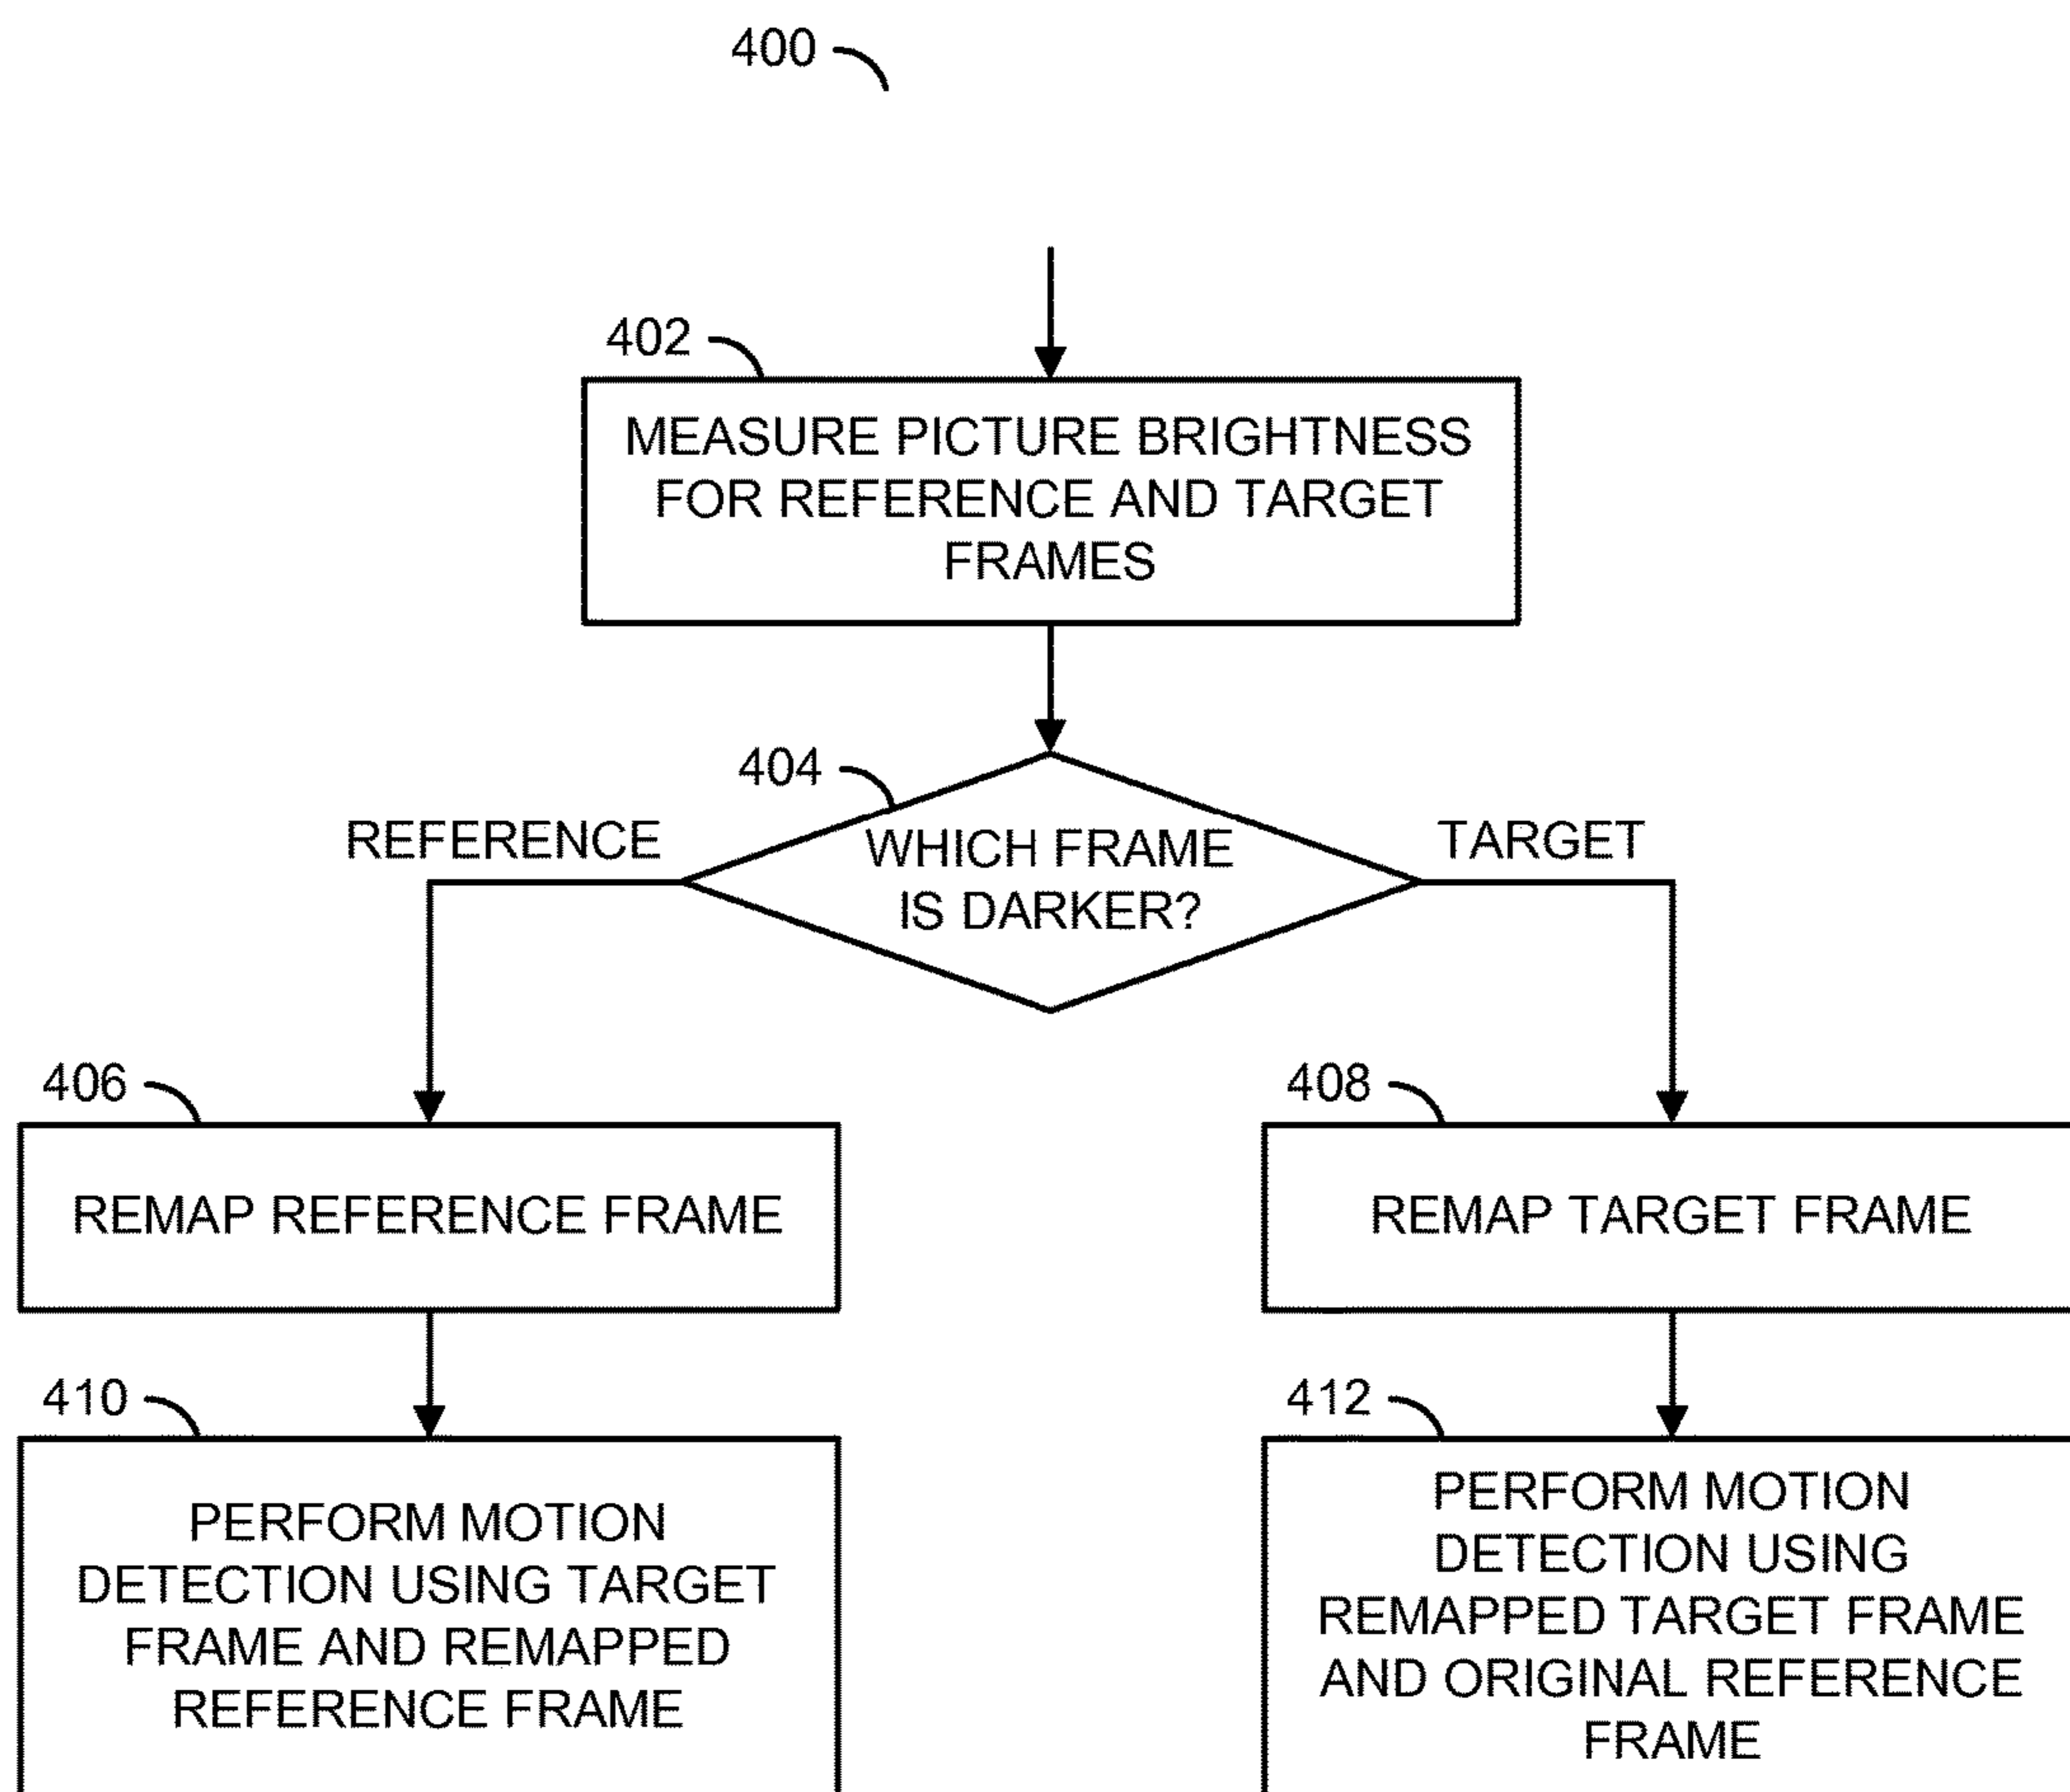 400
402
MEASURE PICTURE BRIGHTNESS
FOR REFERENCE AND TARGET
FRAMES
404
REFERENCE
WHICH FRAME
IS DARKER?
TARGET
406
REMAP REFERENCE FRAME
408
REMAP TARGET FRAME
410
PERFORM MOTION
DETECTION USING TARGET
FRAME AND REMAPPED
REFERENCE FRAME
412
PERFORM MOTION
DETECTION USING
REMAPPED TARGET FRAME
AND ORIGINAL REFERENCE
FRAME